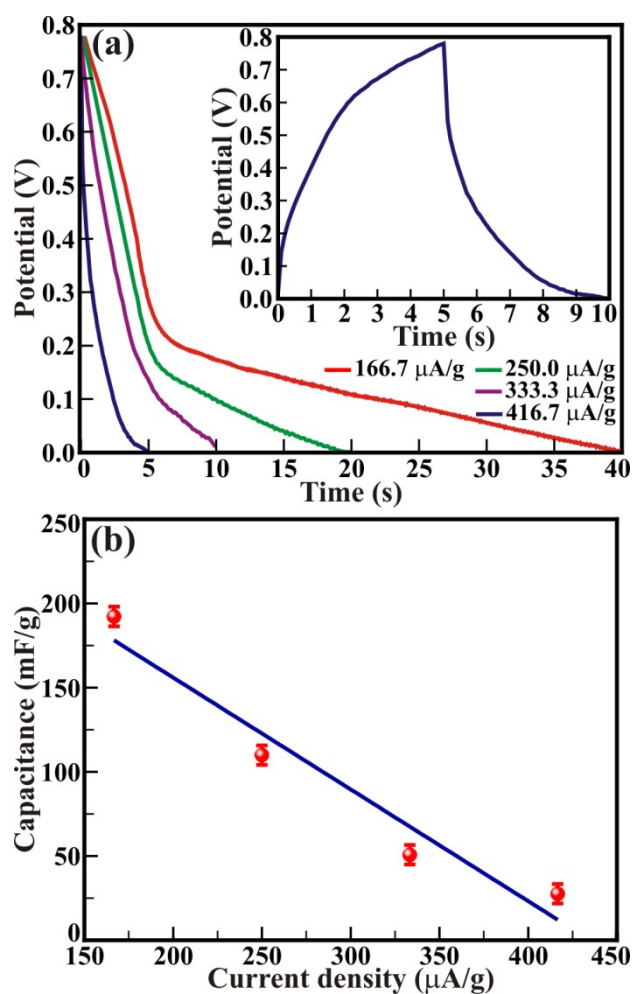 (a)
0.8
0.7
0.6
0.5
0.4
0.3
0.2
0.1
0.0
Potential (V)
0 5 10 15 20 25 30 35 40
Time (s)
0.8
0.7
0.6
0.5
0.4
0.3
0.2
0.1
0.0
Potential (V)
0 1 2 3 4 5 6 7 8 9 10
Time (s)
166.7 μA/g
250.0 μA/g
333.3 μA/g
416.7 μA/g
(b)
250
200
150
100
50
0
Capacitance (mF/g)
150 200 250 300 350 400 450
Current density (μA/g)